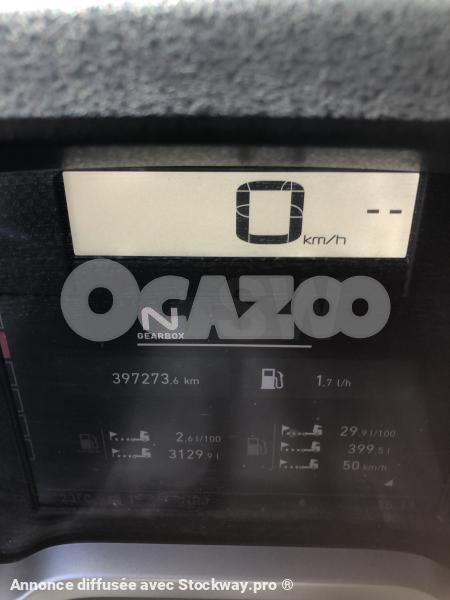 0 km/h --
OCAZOO
N
GEARBOX
397273.6 km 1.7 l/h
2.6 l/100 29.9 l/100
3129.9 l 399.5 l
50 km/h
Annonce diffusée avec Stockway.pro ®